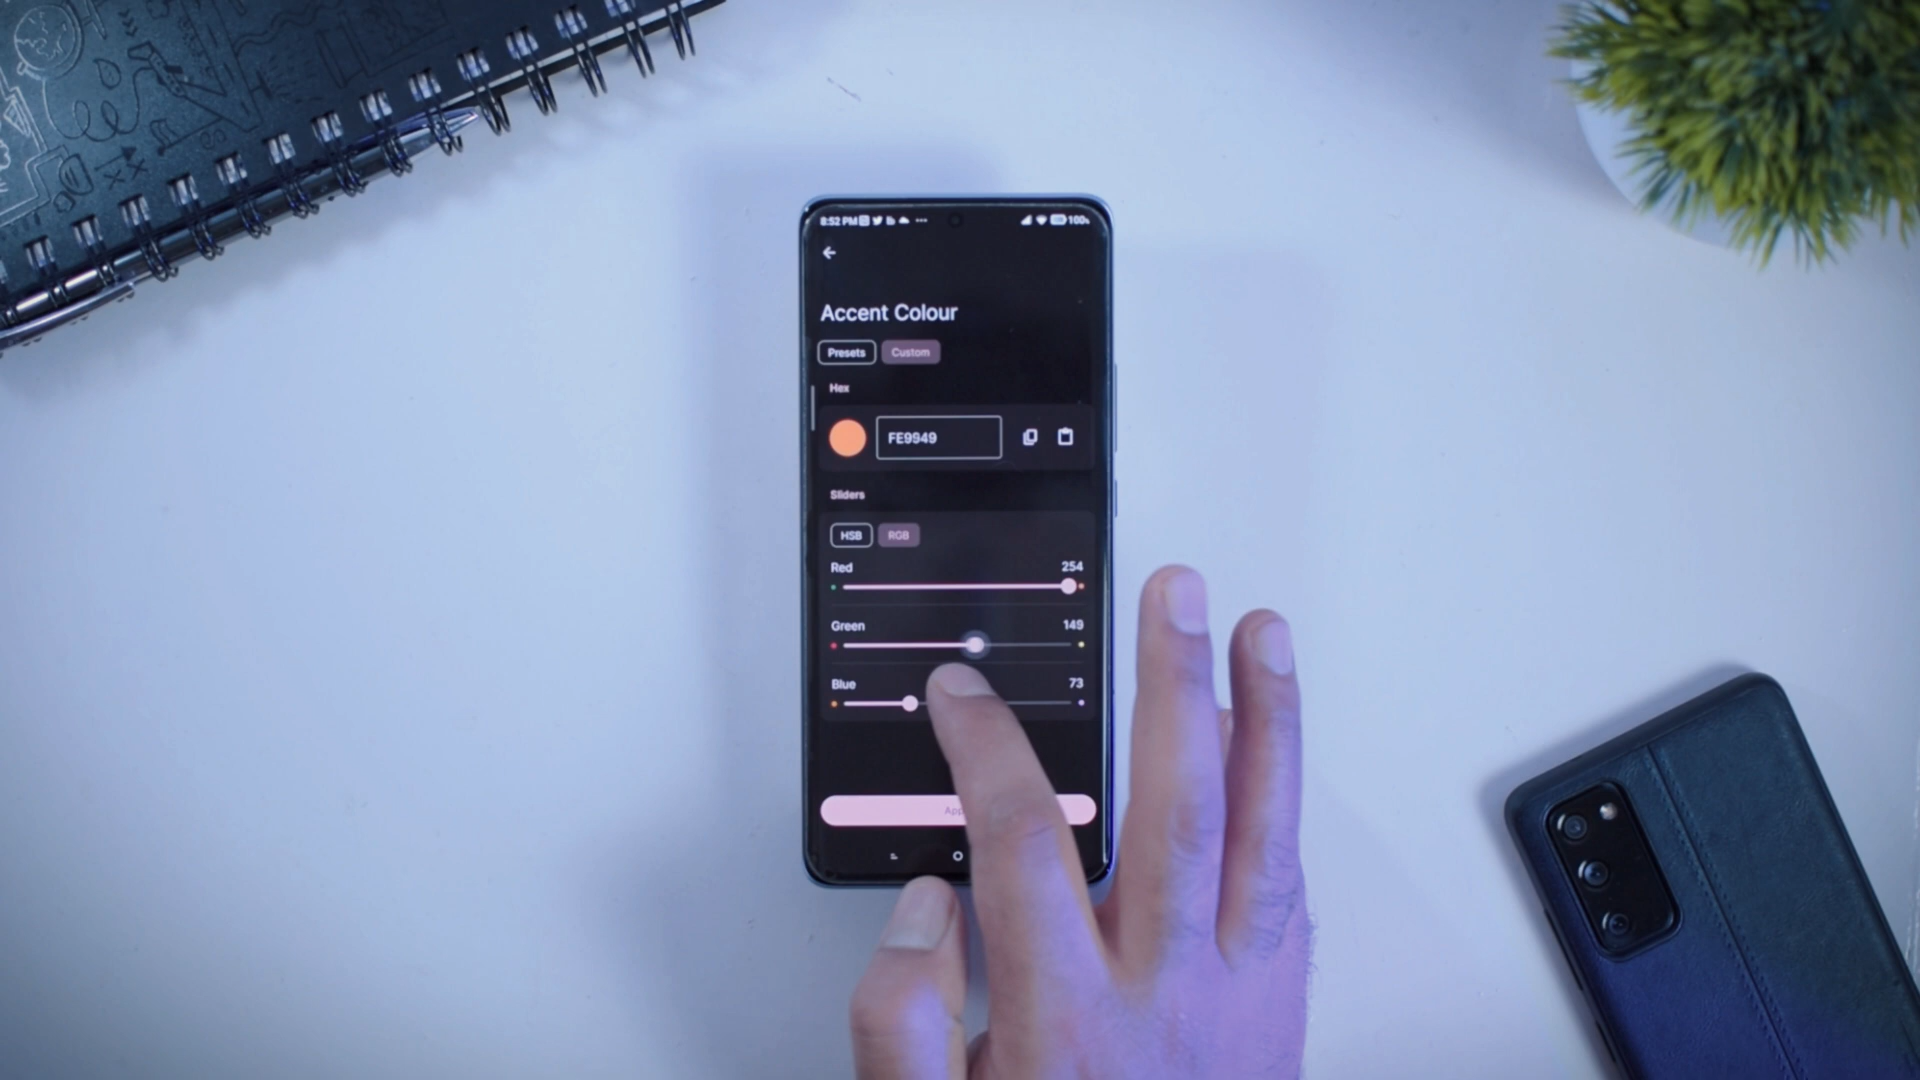 8:52 PM
100%
Accent Colour
Presets Custom
Hex
FE9949
Sliders
HSB RGB
Red 254
Green 149
Blue 73